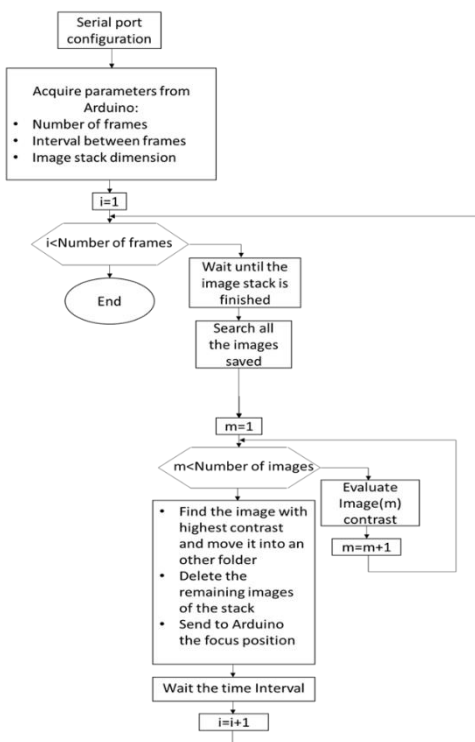 Serial port
configuration
Acquire parameters from
Arduino:
• Number of frames
• Interval between frames
• Image stack dimension
i=1
i<Number of frames
End
Wait until the
image stack is
finished
Search all
the images
saved
m=1
m<Number of images
Evaluate
Image(m)
contrast
m=m+1
• Find the image with
highest contrast
and move it into an
other folder
• Delete the
remaining images
of the stack
• Send to Arduino
the focus position
Wait the time Interval
i=i+1